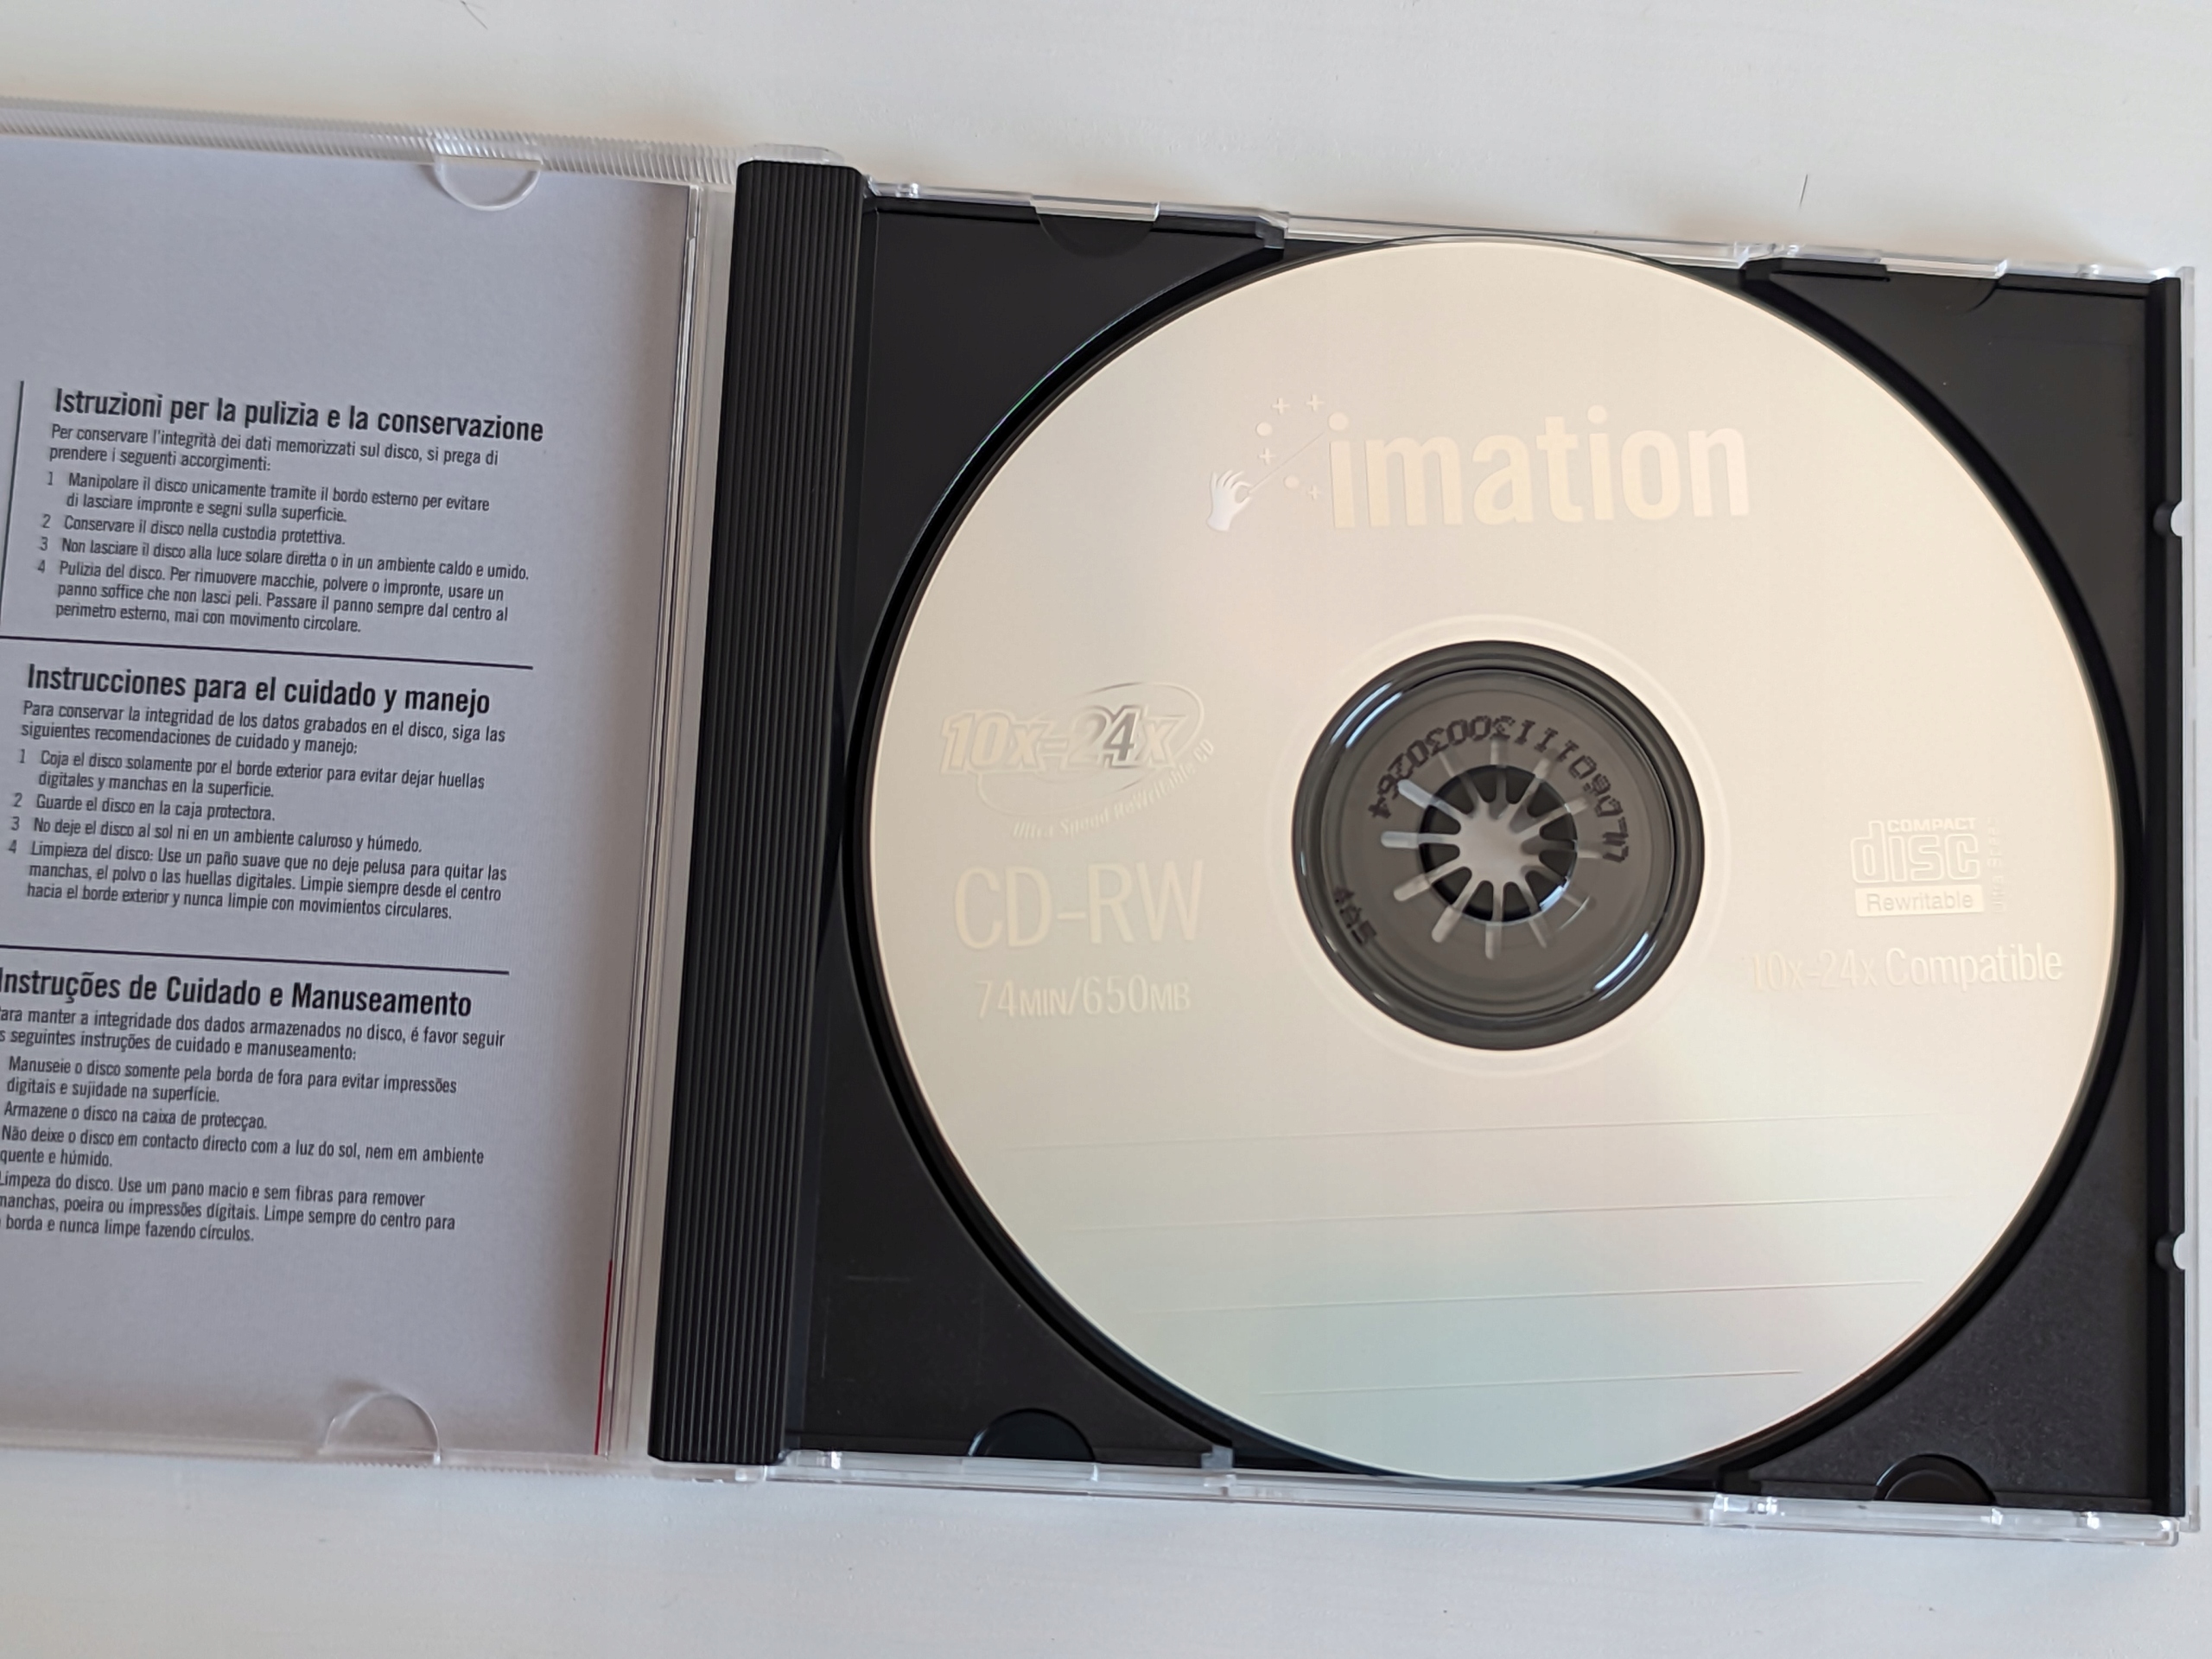 Istruzioni per la pulizia e la conservazione
Per conservare l'integrità dei dati memorizzati sul disco, si prega di
prendere i seguenti accorgimenti:
1 Manipolare il disco unicamente tramite il bordo esterno per evitare
di lasciare impronte e segni sulla superficie.
2 Conservare il disco nella custodia protettiva.
3 Non lasciare il disco alla luce solare diretta o in un ambiente caldo e umido.
4 Pulizia del disco. Per rimuovere macchie, polvere o impronte, usare un
panno soffice che non lasci peli. Passare il panno sempre dal centro al
perimetro esterno, mai con movimento circolare.
Instrucciones para el cuidado y manejo
Para conservar la integridad de los datos grabados en el disco, siga las
siguientes recomendaciones de cuidado y manejo:
1 Coja el disco solamente por el borde exterior para evitar dejar huellas
digitales y manchas en la superficie.
2 Guarde el disco en la caja protectora.
3 No deje el disco al sol ni en un ambiente caluroso y húmedo.
4 Limpieza del disco: Use un paño suave que no deje pelusa para quitar las
manchas, el polvo o las huellas digitales. Limpie siempre desde el centro
hacia el borde exterior y nunca limpie con movimientos circulares.
Instruções de Cuidado e Manuseamento
ara manter a integridade dos dados armazenados no disco, é favor seguir
s seguintes instruções de cuidado e manuseamento:
Manuseie o disco somente pela borda de fora para evitar impressões
digitais e sujidade na superfície.
Armazene o disco na caixa de protecçao.
Não deixe o disco em contacto directo com a luz do sol, nem em ambiente
quente e húmido.
Limpeza do disco. Use um pano macio e sem fibras para remover
manchas, poeira ou impressões digitais. Limpe sempre do centro para
borda e nunca limpe fazendo círculos.
imation
10x-24x
Ultra Speed ReWritable CD
CD-RW
74MIN/650MB
COMPACT
disc
Rewritable
10x-24x Compatible